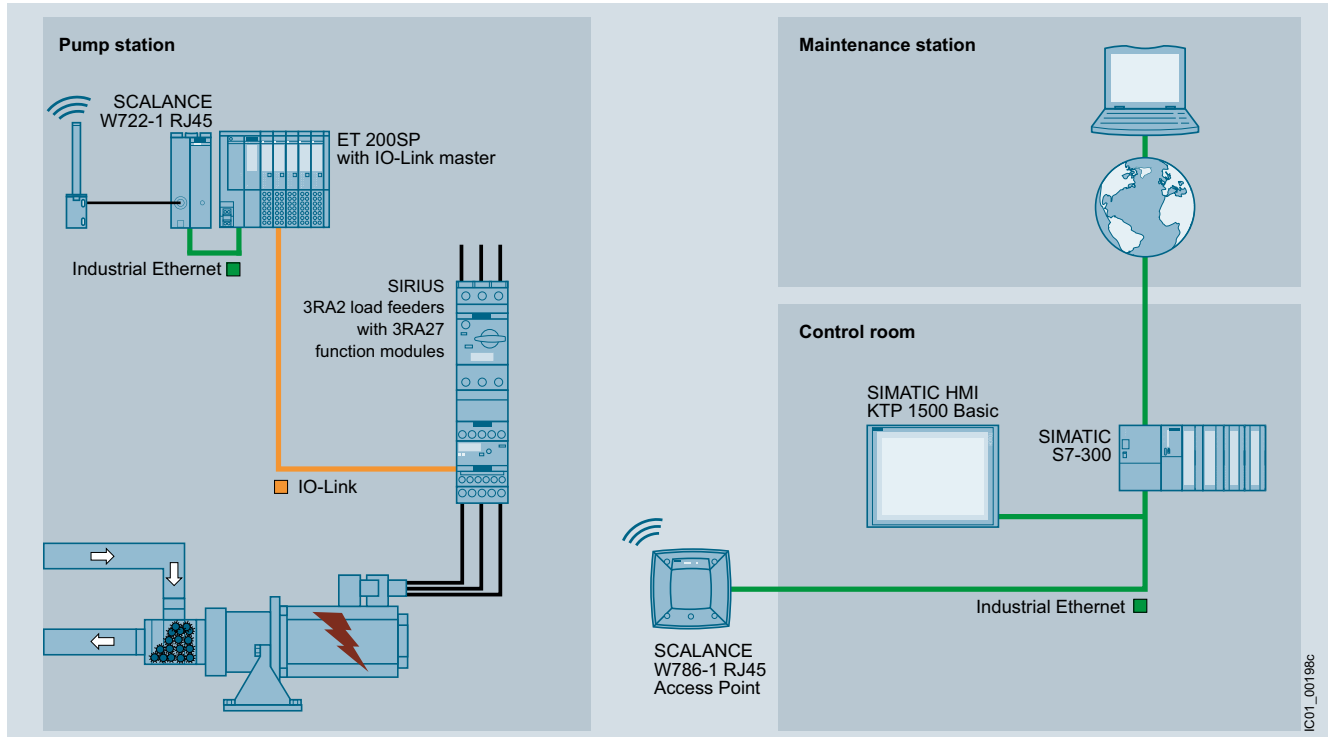 Pump station
SCALANCE
W722-1 RJ45
ET 200SP
with IO-Link master
Industrial Ethernet
SIRIUS
3RA2 load feeders
with 3RA27
function modules
IO-Link
Maintenance station
Control room
SIMATIC HMI
KTP 1500 Basic
SIMATIC
S7-300
Industrial Ethernet
SCALANCE
W786-1 RJ45
Access Point
IC01_00198c